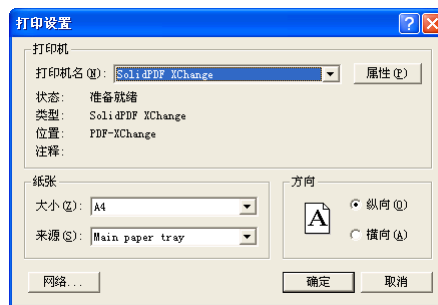 打印设置
打印机
打印机名(N): SolidPDF XChange 属性(P)
状态: 准备就绪
类型: SolidPDF XChange
位置: PDF-XChange
注释:
纸张
大小(Z): A4
来源(S): Main paper tray
方向
A
纵向(O)
横向(A)
网络... 确定 取消